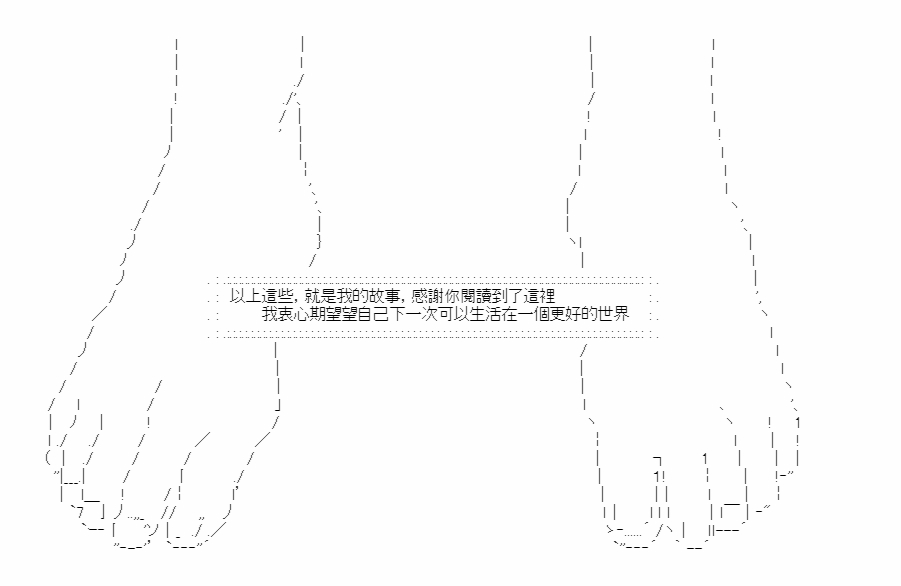 以上這些，就是我的故事，感謝你閱讀到了這裡
我衷心期望望自己下一次可以生活在一個更好的世界